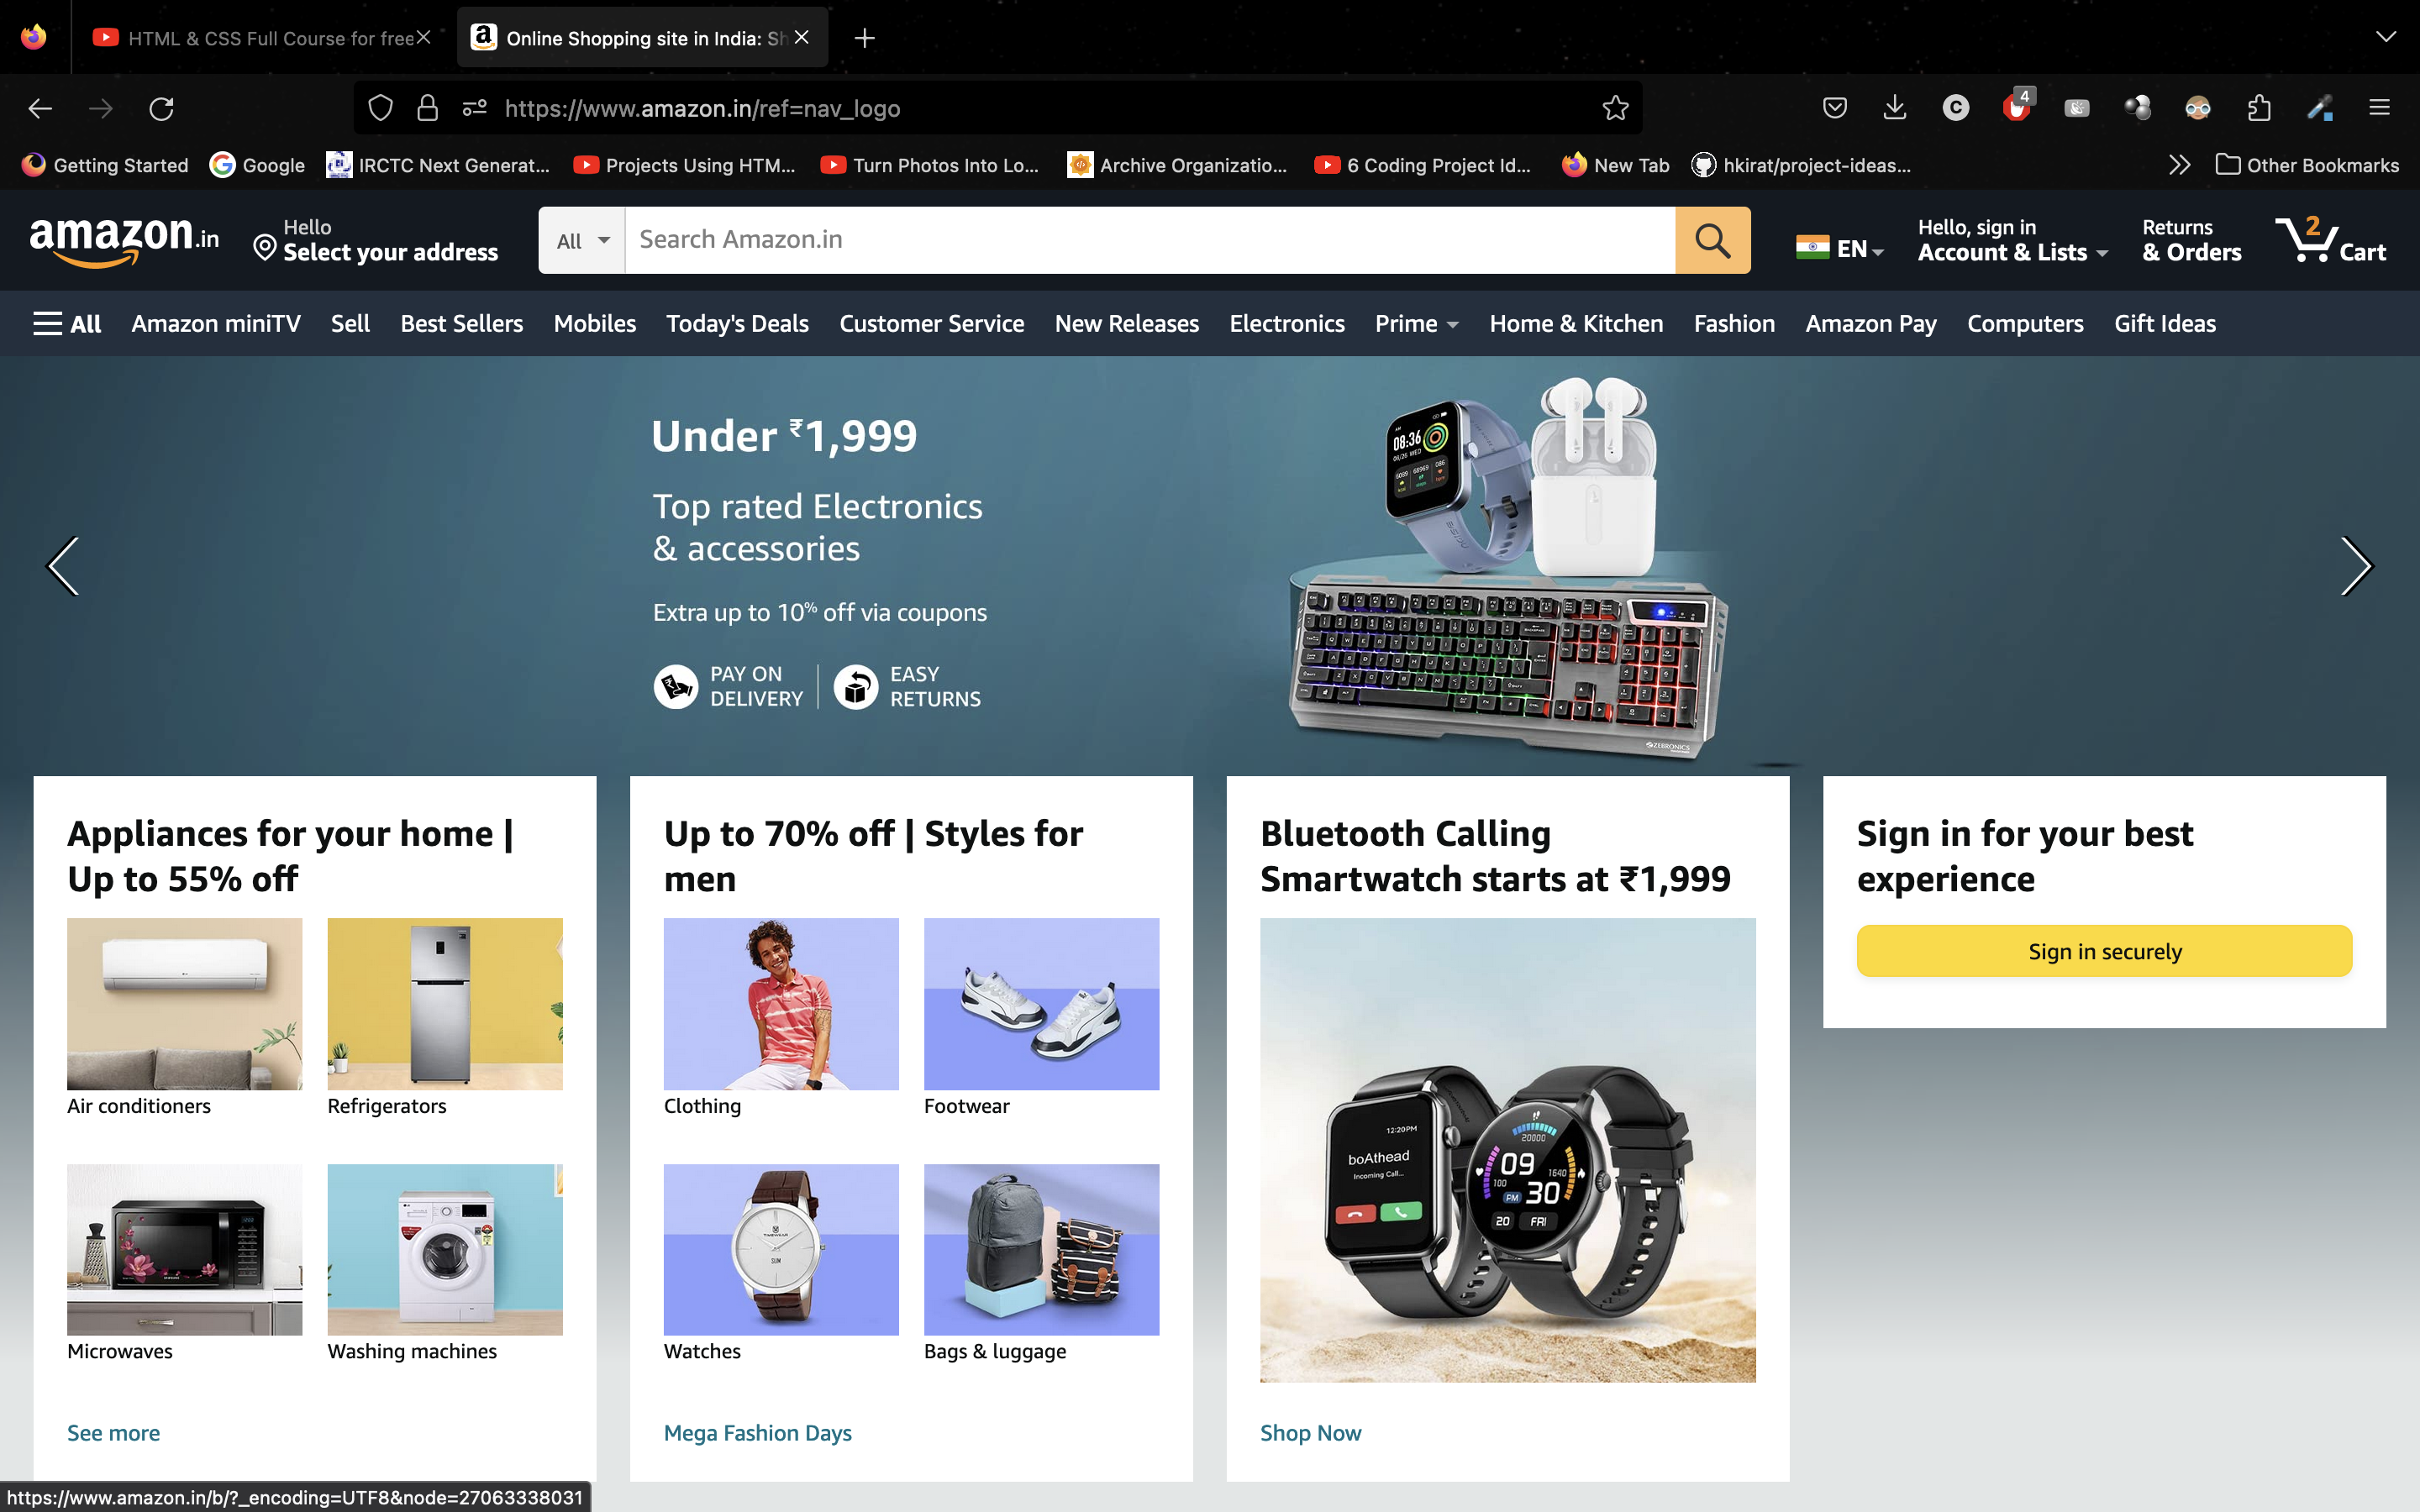 HTML & CSS Full Course for free
Online Shopping site in India: Sh
https://www.amazon.in/ref=nav_logo
4
Getting Started
Google
IRCTC Next Generat...
Projects Using HTM...
Turn Photos Into Lo...
Archive Organizatio...
6 Coding Project Id...
New Tab
hkirat/project-ideas...
Other Bookmarks
amazon.in
Hello
Select your address
All
Search Amazon.in
EN
Hello, sign in
Account & Lists
Returns
& Orders
2
Cart
All
Amazon miniTV
Sell
Best Sellers
Mobiles
Today's Deals
Customer Service
New Releases
Electronics
Prime
Home & Kitchen
Fashion
Amazon Pay
Computers
Gift Ideas
Under ₹1,999
Top rated Electronics
& accessories
Extra up to 10% off via coupons
PAY ON
DELIVERY
EASY
RETURNS
08:36
ZEBRONICS
Appliances for your home |
Up to 55% off
Air conditioners
Refrigerators
Microwaves
Washing machines
See more
Up to 70% off | Styles for
men
Clothing
Footwear
Watches
Bags & luggage
Mega Fashion Days
Bluetooth Calling
Smartwatch starts at ₹1,999
12:20PM
boAthead
Incoming Call...
20000
09
1640
100
PM 30
20 FRI
Shop Now
Sign in for your best
experience
Sign in securely
https://www.amazon.in/b/?_encoding=UTF8&node=27063338031